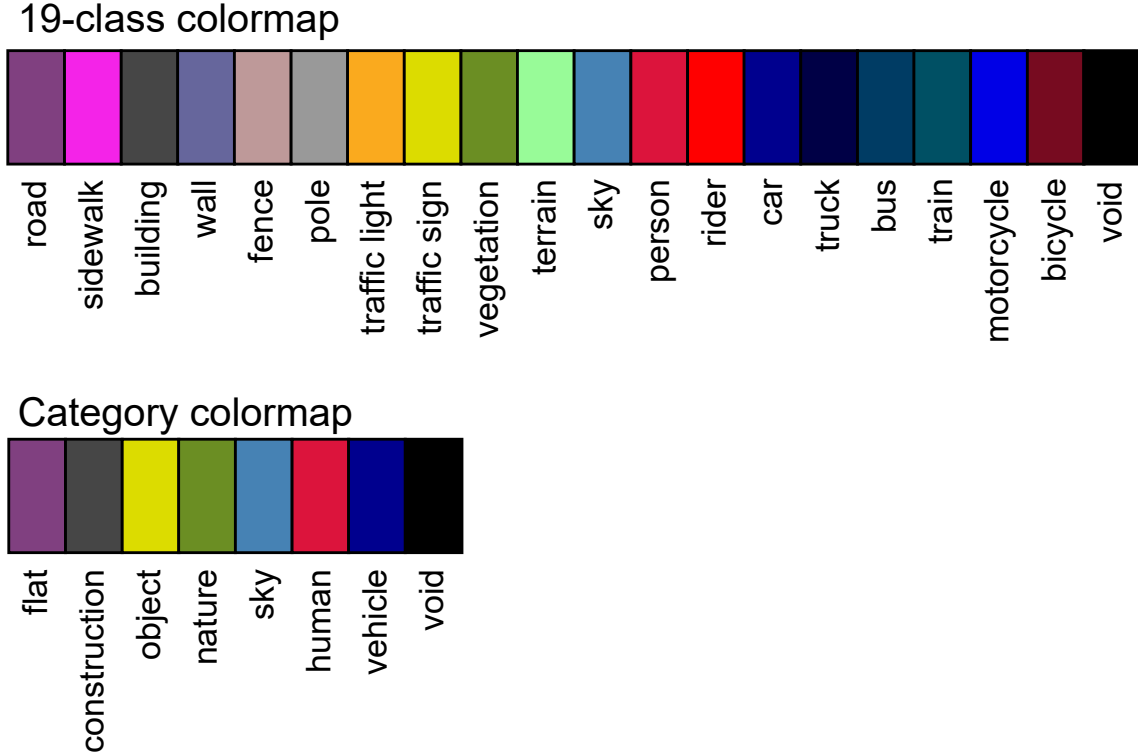 19-class colormap
road
sidewalk
building
wall
fence
pole
traffic light
traffic sign
vegetation
terrain
sky
person
rider
car
truck
bus
train
motorcycle
bicycle
void
Category colormap
flat
construction
object
nature
sky
human
vehicle
void